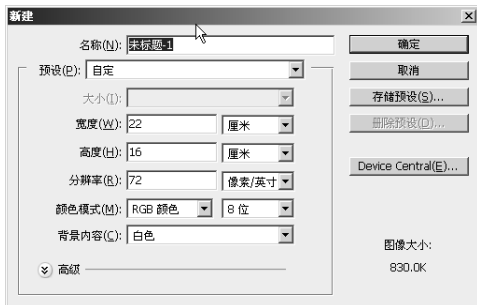 新建
名称(N): 未标题-1
确定
预设(P): 自定
取消
大小(I):
存储预设(S)...
宽度(W): 22 厘米
删除预设(D)...
高度(H): 16 厘米
Device Central(E)...
分辨率(R): 72 像素/英寸
颜色模式(M): RGB 颜色 8 位
背景内容(C): 白色
图像大小:
高级
830.0K